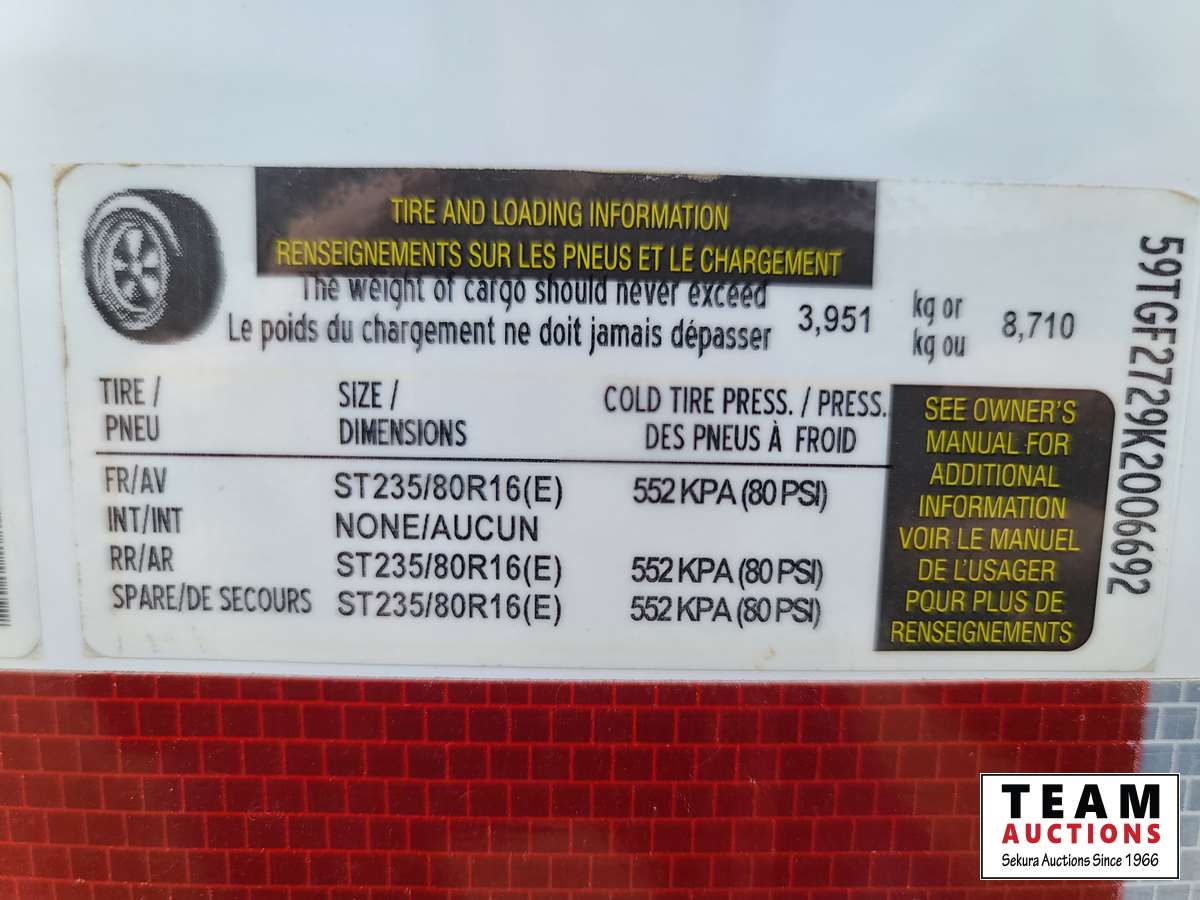 TIRE AND LOADING INFORMATION
RENSEIGNEMENTS SUR LES PNEUS ET LE CHARGEMENT
The weight of cargo should never exceed
Le poids du chargement ne doit jamais dépasser
3,951
kg or
kg ou
8,710
TIRE /
PNEU
SIZE /
DIMENSIONS
COLD TIRE PRESS. / PRESS.
DES PNEUS À FROID
FR/AV ST235/80R16(E) 552 KPA (80 PSI)
INT/INT NONE/AUCUN
RR/AR ST235/80R16(E) 552 KPA (80 PSI)
SPARE/DE SECOURS ST235/80R16(E) 552 KPA (80 PSI)
SEE OWNER'S
MANUAL FOR
ADDITIONAL
INFORMATION
VOIR LE MANUEL
DE L'USAGER
POUR PLUS DE
RENSEIGNEMENTS
59TGF2729K2006692
TEAM
AUCTIONS
Sekura Auctions Since 1966